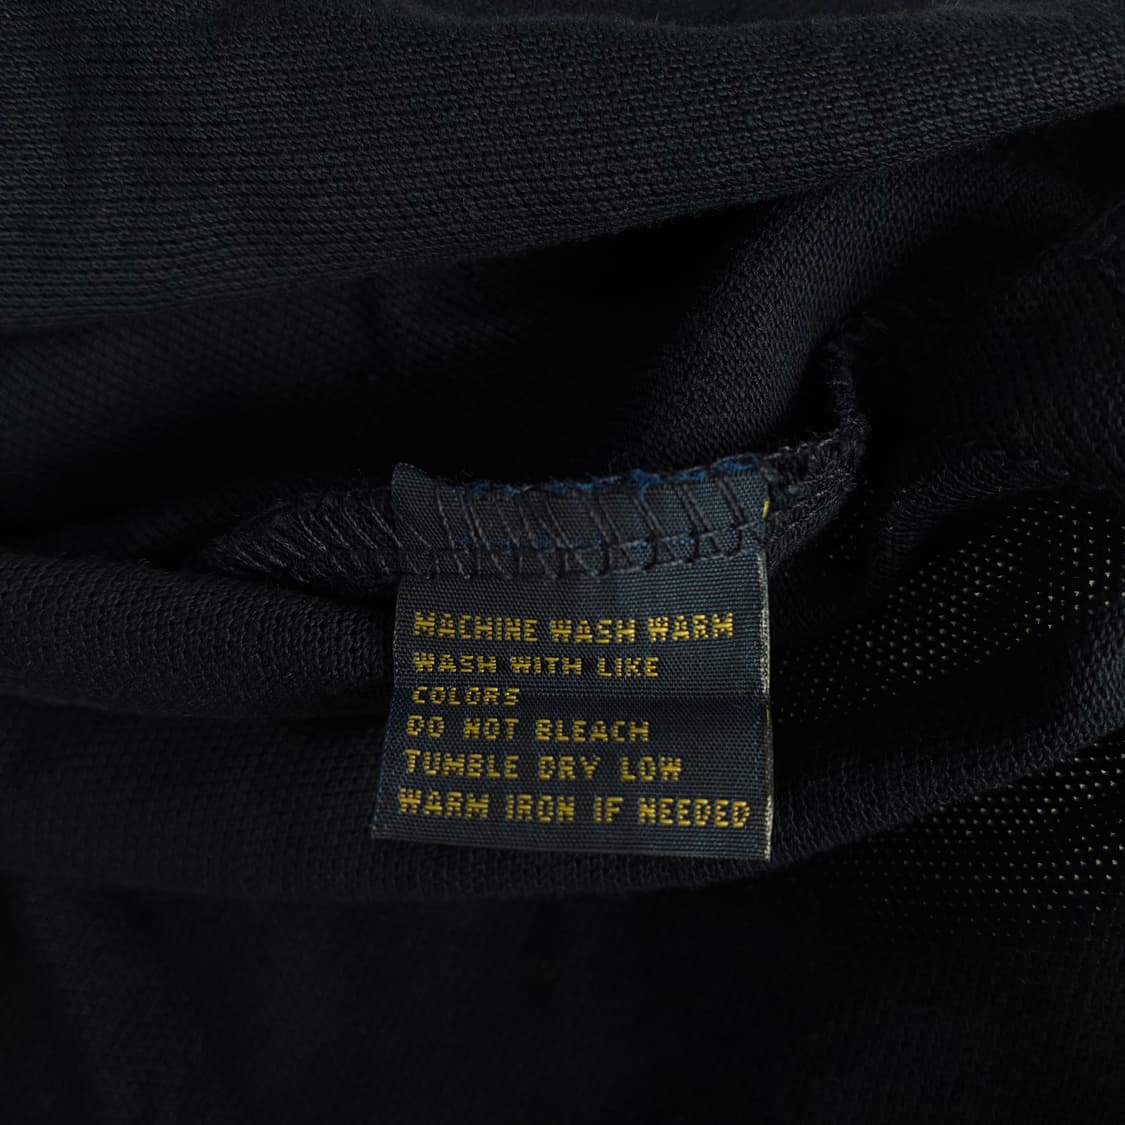 MACHINE WASH WARM
WASH WITH LIKE
COLORS
DO NOT BLEACH
TUMBLE DRY LOW
WARM IRON IF NEEDED